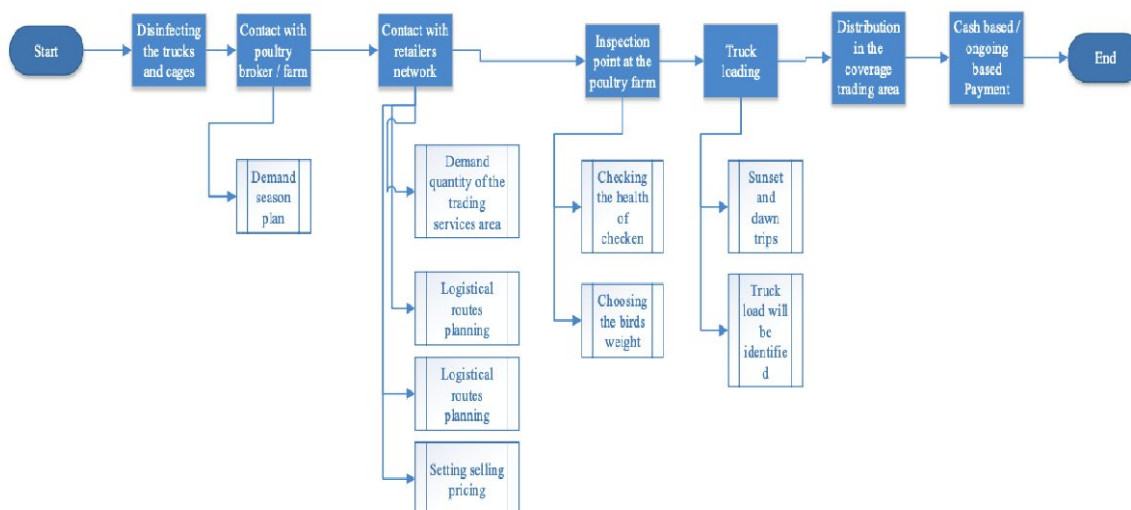 Start
Disinfecting
the trucks
and cages
Contact with
poultry
broker / farm
Contact with
retailers
network
Inspection
point at the
poultry farm
Truck
loading
Distribution
in the
coverage
trading area
Cash based /
ongoing
based
Payment
End
Demand
season
plan
Demand
quantity of the
trading
services area
Logistical
routes
planning
Logistical
routes
planning
Setting selling
pricing
Checking
the health
of
checken
Choosing
the birds
weight
Sunset
and
dawn
trips
Truck
load will
be
identifie
d